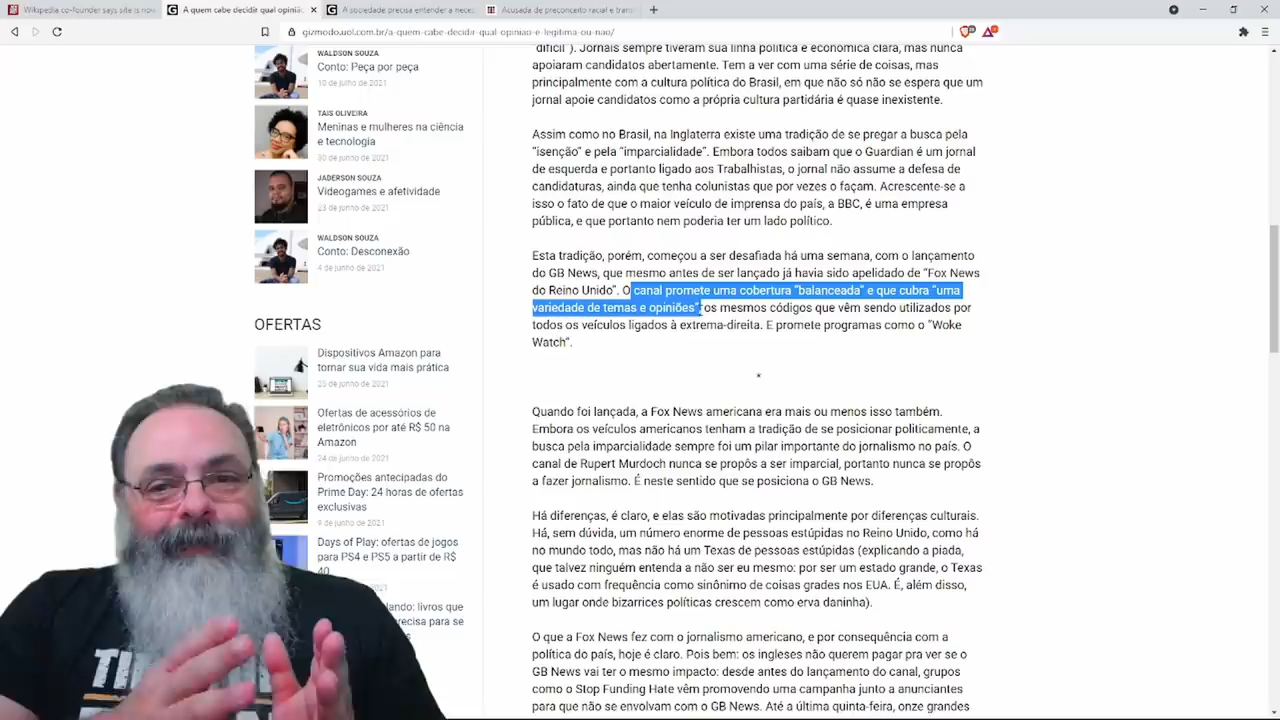 Wikipedia co-founder says site is now
A quem cabe decidir qual opiniã
A sociedade precisa entender a neces
Acusada de preconceito racial e trans
gizmodo.uol.com.br/a-quem-cabe-decidir-qual-opiniao-e-legitima-ou-nao/
WALDSON SOUZA
Conto: Peça por peça
10 de julho de 2021
TAIS OLIVEIRA
Meninas e mulheres na ciência
e tecnologia
30 de junho de 2021
JADERSON SOUZA
Videogames e afetividade
23 de junho de 2021
WALDSON SOUZA
Conto: Desconexão
4 de junho de 2021
OFERTAS
Dispositivos Amazon para
tornar sua vida mais prática
25 de junho de 2021
Ofertas de acessórios de
eletrônicos por até R$ 50 na
Amazon
24 de junho de 2021
Promoções antecipadas do
Prime Day: 24 horas de ofertas
exclusivas
9 de junho de 2021
Days of Play: ofertas de jogos
para PS4 e PS5 a partir de R$
40
2021
lando: livros que
recisa para se
"difícil"). Jornais sempre tiveram sua linha política e econômica clara, mas nunca
apoiaram candidatos abertamente. Tem a ver com uma série de coisas, mas
principalmente com a cultura política do Brasil, em que não só não se espera que um
jornal apoie candidatos como a própria cultura partidária é quase inexistente.
Assim como no Brasil, na Inglaterra existe uma tradição de se pregar a busca pela
"isenção" e pela "imparcialidade". Embora todos saibam que o Guardian é um jornal
de esquerda e portanto ligado aos Trabalhistas, o jornal não assume a defesa de
candidaturas, ainda que tenha colunistas que por vezes o façam. Acrescente-se a
isso o fato de que o maior veículo de imprensa do país, a BBC, é uma empresa
pública, e que portanto nem poderia ter um lado político.
Esta tradição, porém, começou a ser desafiada há uma semana, com o lançamento
do GB News, que mesmo antes de ser lançado já havia sido apelidado de "Fox News
do Reino Unido". O canal promete uma cobertura "balanceada" e que cubra "uma
variedade de temas e opiniões", os mesmos códigos que vêm sendo utilizados por
todos os veículos ligados à extrema-direita. E promete programas como o "Woke
Watch".
*
Quando foi lançada, a Fox News americana era mais ou menos isso também.
Embora os veículos americanos tenham a tradição de se posicionar politicamente, a
busca pela imparcialidade sempre foi um pilar importante do jornalismo no país. O
canal de Rupert Murdoch nunca se propôs a ser imparcial, portanto nunca se propôs
a fazer jornalismo. É neste sentido que se posiciona o GB News.
Há diferenças, é claro, e elas são motivadas principalmente por diferenças culturais.
Há, sem dúvida, um número enorme de pessoas estúpidas no Reino Unido, como há
no mundo todo, mas não há um Texas de pessoas estúpidas (explicando a piada,
que talvez ninguém entenda a não ser eu mesmo: por ser um estado grande, o Texas
é usado com frequência como sinônimo de coisas grades nos EUA. É, além disso,
um lugar onde bizarrices políticas crescem como erva daninha).
O que a Fox News fez com o jornalismo americano, e por consequência com a
política do país, hoje é claro. Pois bem: os ingleses não querem pagar pra ver se o
GB News vai ter o mesmo impacto: desde antes do lançamento do canal, grupos
como o Stop Funding Hate vêm promovendo uma campanha junto a anunciantes
para que não se envolvam com o GB News. Até a última quinta-feira, onze grandes